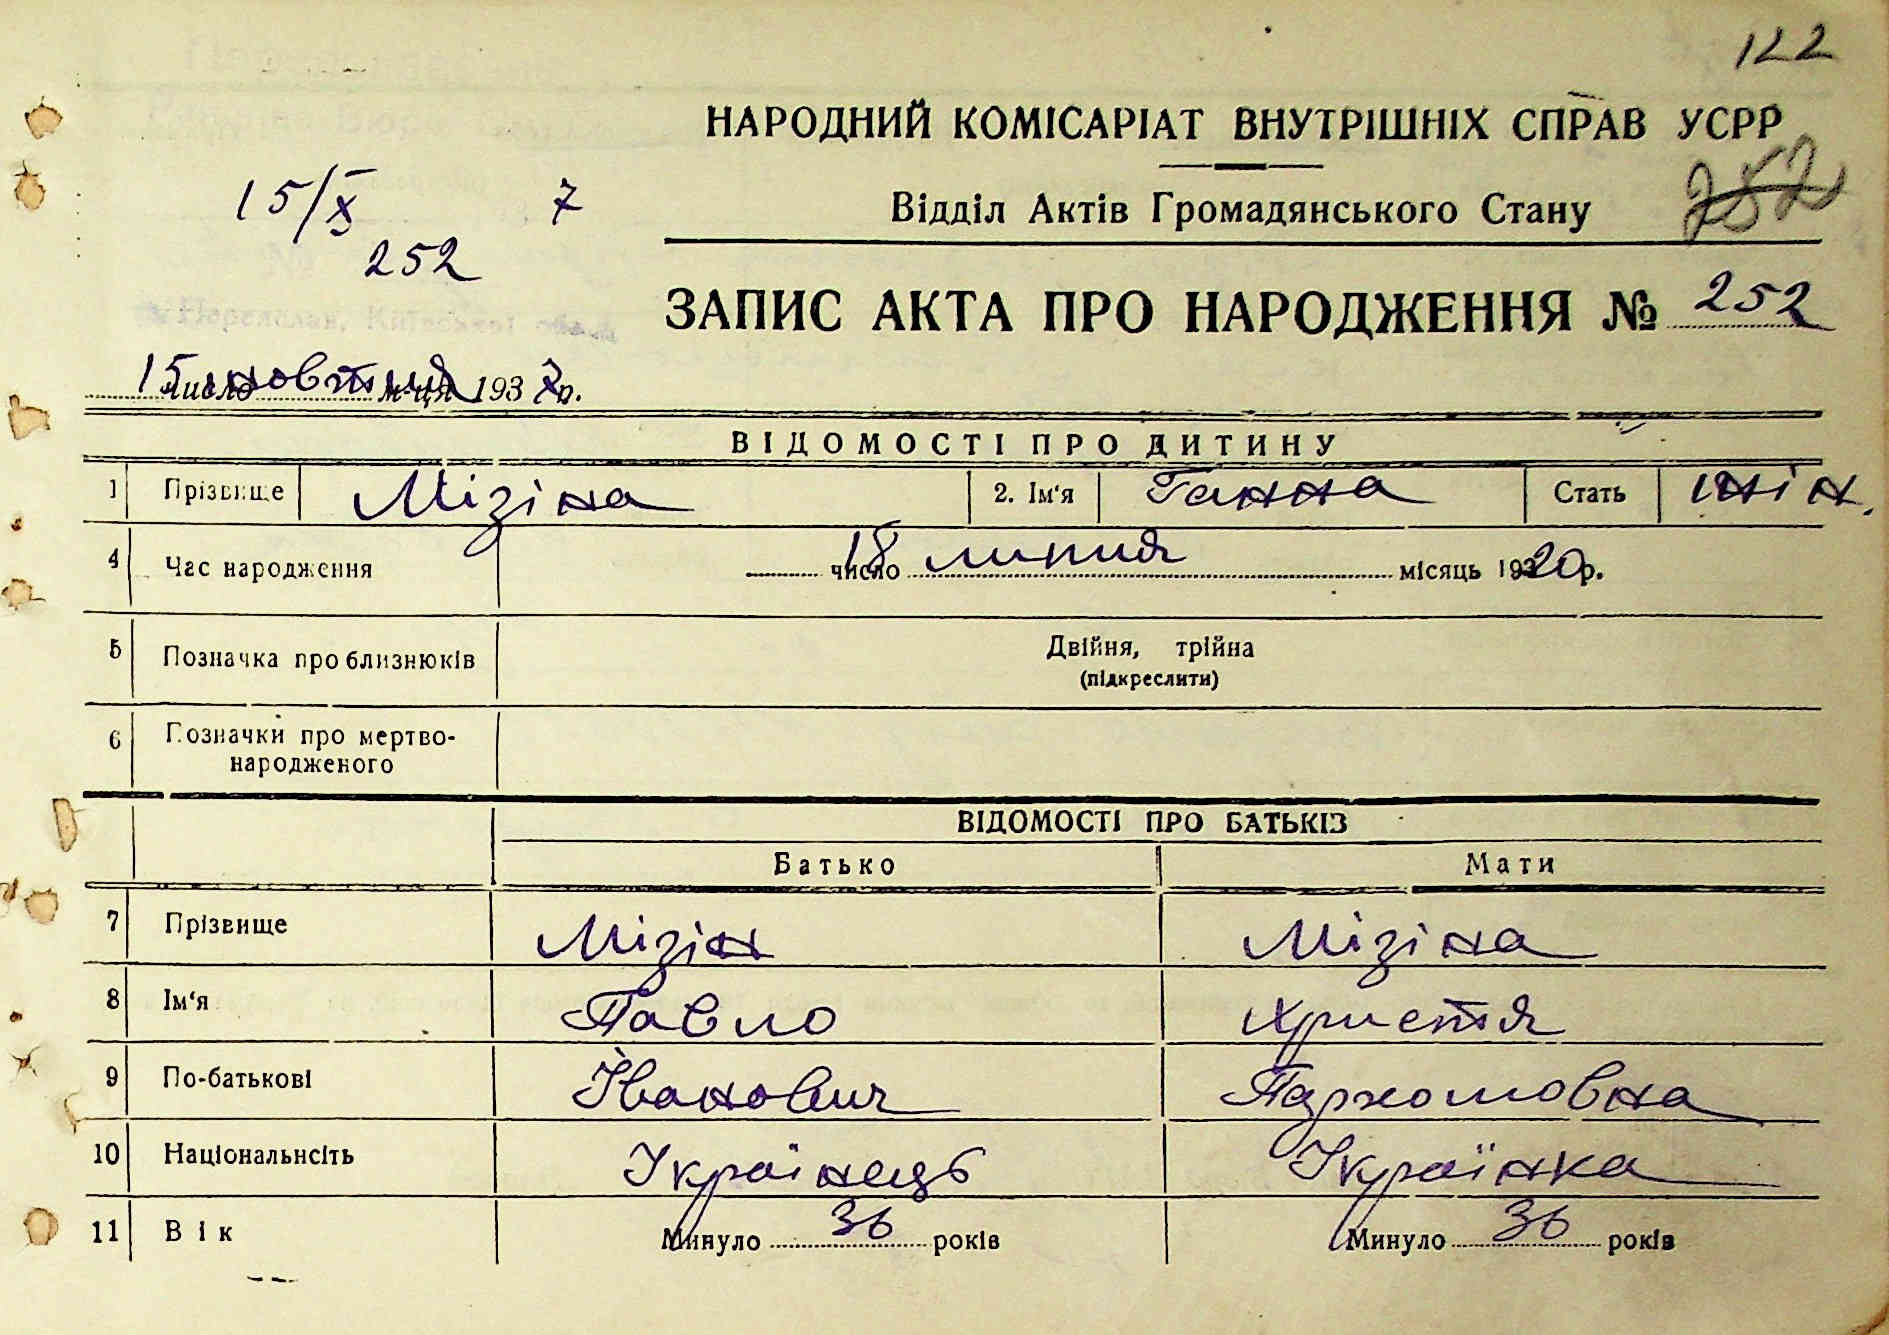 122
НАРОДНИЙ КОМІСАРІАТ ВНУТРІШНІХ СПРАВ УСРР
15/X 7
Відділ Актів Громадянського Стану
252
252
ЗАПИС АКТА ПРО НАРОДЖЕННЯ № 252
15 число жовтня м-ця 1937 р.
ВІДОМОСТІ ПРО ДИТИНУ
1 Прізвище Мізіна 2. Ім‘я Ганна Стать жін.
4 Час народження 18 число липня місяць 1920 р.
5 Позначка про близнюків Двійня, трійна
(підкреслити)
6 Позначки про мертво-
народженого
ВІДОМОСТІ ПРО БАТЬКІВ
Батько Мати
7 Прізвище Мізін Мізіна
8 Ім‘я Павло Христя
9 По-батькові Іванович Пархомовна
10 Національнсіть Українець Українка
11 Вік Минуло 36 років Минуло 36 років